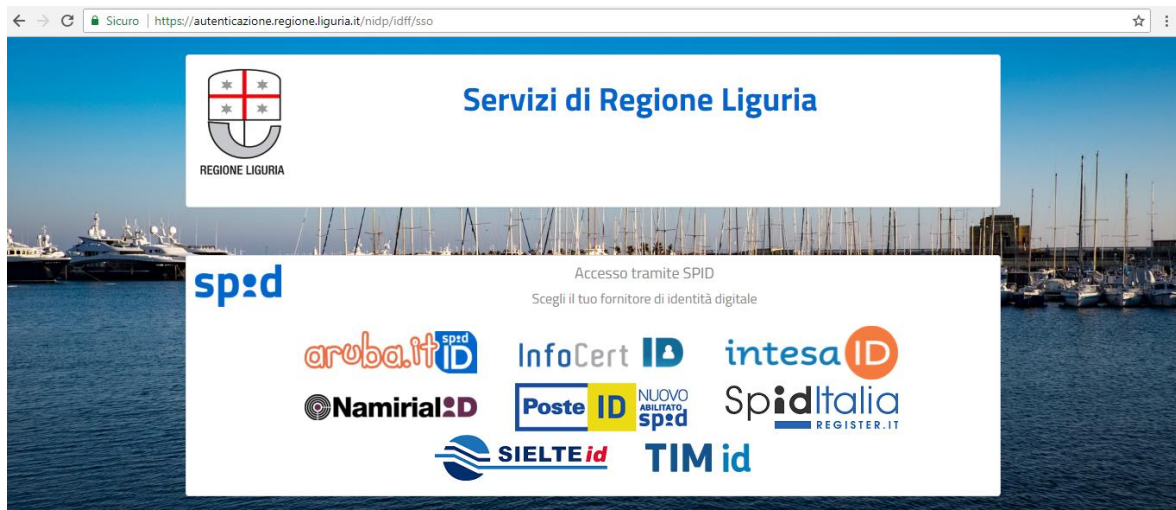 Sicuro | https://autenticazione.regione.liguria.it/nidp/idff/sso
Servizi di Regione Liguria
REGIONE LIGURIA
spid
Accesso tramite SPID
Scegli il tuo fornitore di identità digitale
aruba.it spid ID
InfoCert ID
intesa ID
Namirial ID
Poste ID NUOVO ABILITATO spid
SpidItalia
REGISTER.IT
SIELTE id
TIM id